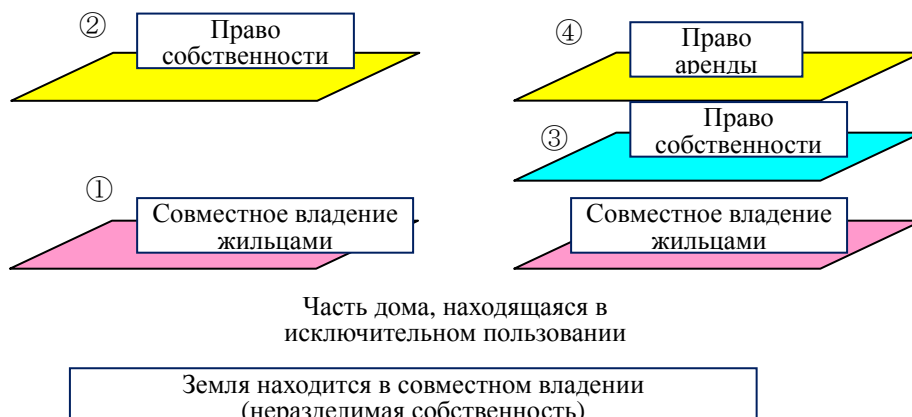 ②
Право
собственности
④
Право
аренды
③
Право
собственности
①
Совместное владение
жильцами
Совместное владение
жильцами
Часть дома, находящаяся в
исключительном пользовании
Земля находится в совместном владении
(неразделимая собственность)